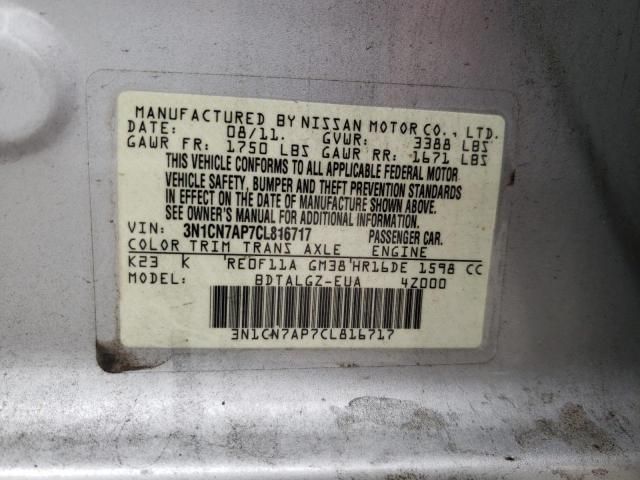 MANUFACTURED BY NISSAN MOTOR CO., LTD.
DATE: 08/11. GVWR: 3388 LBS
GAWR FR: 1750 LBS GAWR RR: 1671 LBS
THIS VEHICLE CONFORMS TO ALL APPLICABLE FEDERAL MOTOR
VEHICLE SAFETY, BUMPER AND THEFT PREVENTION STANDARDS
IN EFFECT ON THE DATE OF MANUFACTURE SHOWN ABOVE.
SEE OWNER'S MANUAL FOR ADDITIONAL INFORMATION.
VIN: 3N1CN7AP7CL816717 PASSENGER CAR.
COLOR TRIM TRANS AXLE ENGINE
K23 K 'RE0F11A GM38'HR16DE 1598 CC
MODEL: BDTALGZ-EUA 4Z000
3N1CN7AP7CL816717